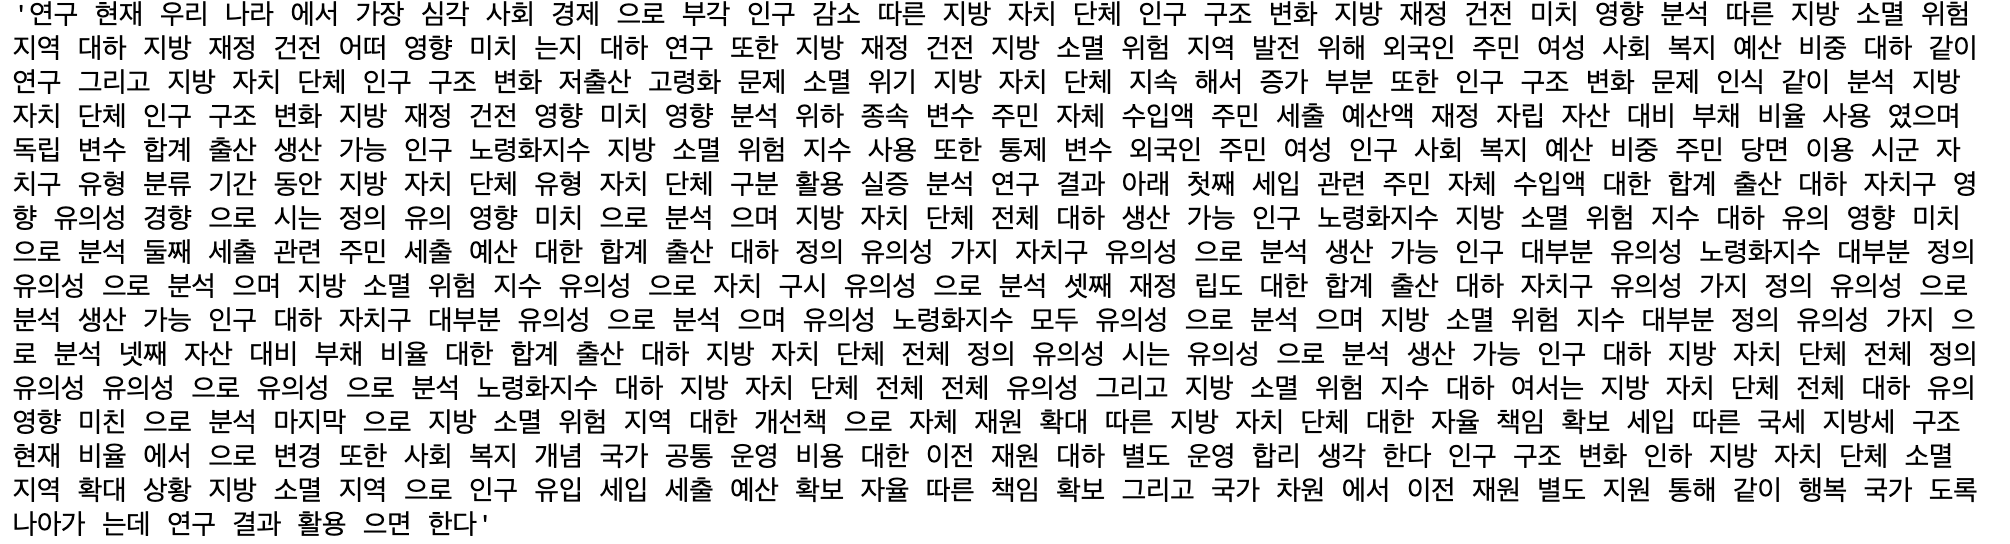 '연구 현재 우리 나라 에서 가장 심각 사회 경제 으로 부각 인구 감소 따른 지방 자치 단체 인구 구조 변화 지방 재정 건전 미치 영향 분석 따른 지방 소멸 위험
지역 대하 지방 재정 건전 어떠 영향 미치 는지 대하 연구 또한 지방 재정 건전 지방 소멸 위험 지역 발전 위해 외국인 주민 여성 사회 복지 예산 비중 대하 같이
연구 그리고 지방 자치 단체 인구 구조 변화 저출산 고령화 문제 소멸 위기 지방 자치 단체 지속 해서 증가 부분 또한 인구 구조 변화 문제 인식 같이 분석 지방
자치 단체 인구 구조 변화 지방 재정 건전 영향 미치 영향 분석 위하 종속 변수 주민 자체 수입액 주민 세출 예산액 재정 자립 자산 대비 부채 비율 사용 였으며
독립 변수 합계 출산 생산 가능 인구 노령화지수 지방 소멸 위험 지수 사용 또한 통제 변수 외국인 주민 여성 인구 사회 복지 예산 비중 주민 당면 이용 시군 자
치구 유형 분류 기간 동안 지방 자치 단체 유형 자치 단체 구분 활용 실증 분석 연구 결과 아래 첫째 세입 관련 주민 자체 수입액 대한 합계 출산 대하 자치구 영
향 유의성 경향 으로 시는 정의 유의 영향 미치 으로 분석 으며 지방 자치 단체 전체 대하 생산 가능 인구 노령화지수 지방 소멸 위험 지수 대하 유의 영향 미치
으로 분석 둘째 세출 관련 주민 세출 예산 대한 합계 출산 대하 정의 유의성 가지 자치구 유의성 으로 분석 생산 가능 인구 대부분 유의성 노령화지수 대부분 정의
유의성 으로 분석 으며 지방 소멸 위험 지수 유의성 으로 자치 구시 유의성 으로 분석 셋째 재정 립도 대한 합계 출산 대하 자치구 유의성 가지 정의 유의성 으로
분석 생산 가능 인구 대하 자치구 대부분 유의성 으로 분석 으며 유의성 노령화지수 모두 유의성 으로 분석 으며 지방 소멸 위험 지수 대부분 정의 유의성 가지 으
로 분석 넷째 자산 대비 부채 비율 대한 합계 출산 대하 지방 자치 단체 전체 정의 유의성 시는 유의성 으로 분석 생산 가능 인구 대하 지방 자치 단체 전체 정의
유의성 유의성 으로 유의성 으로 분석 노령화지수 대하 지방 자치 단체 전체 전체 유의성 그리고 지방 소멸 위험 지수 대하 여서는 지방 자치 단체 전체 대하 유의
영향 미친 으로 분석 마지막 으로 지방 소멸 위험 지역 대한 개선책 으로 자체 재원 확대 따른 지방 자치 단체 대한 자율 책임 확보 세입 따른 국세 지방세 구조
현재 비율 에서 으로 변경 또한 사회 복지 개념 국가 공통 운영 비용 대한 이전 재원 대하 별도 운영 합리 생각 한다 인구 구조 변화 인하 지방 자치 단체 소멸
지역 확대 상황 지방 소멸 지역 으로 인구 유입 세입 세출 예산 확보 자율 따른 책임 확보 그리고 국가 차원 에서 이전 재원 별도 지원 통해 같이 행복 국가 도록
나아가 는데 연구 결과 활용 으면 한다'